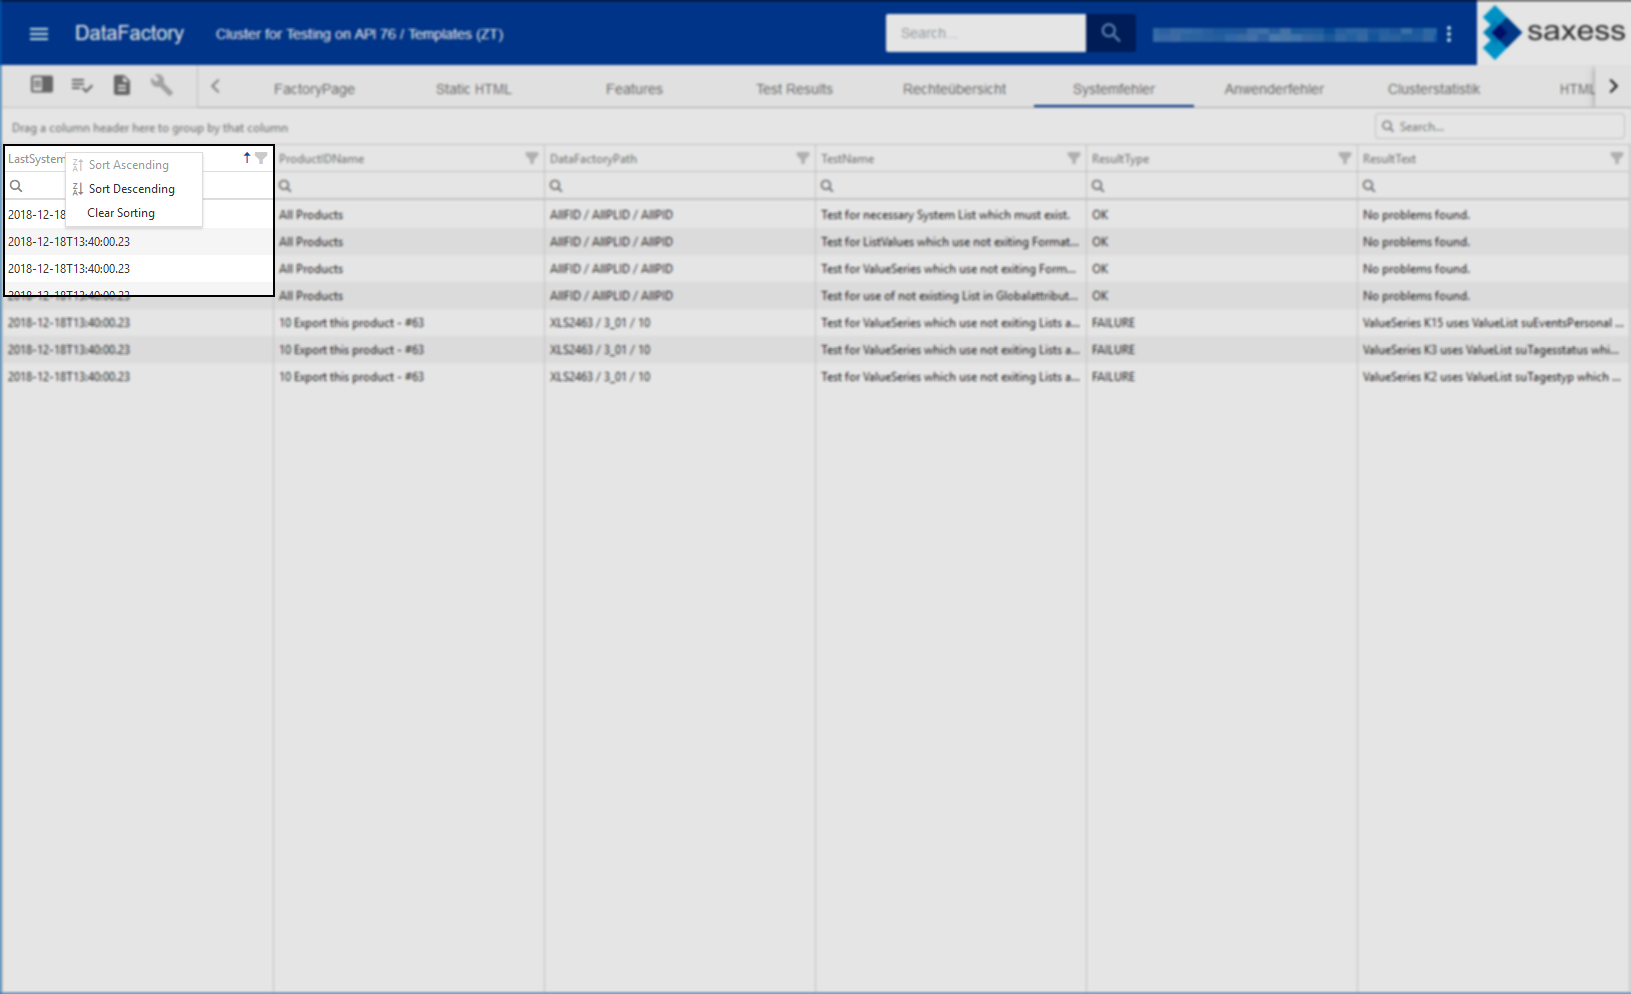 DataFactory Cluster for Testing on API 76 / Templates (ZT) Search... saxess
FactoryPage Static HTML Features Test Results Rechteübersicht Systemfehler Anwenderfehler Clusterstatistik HTML
Drag a column header here to group by that column Search...
LastSystem ProductIDName DataFactoryPath TestName ResultType ResultText
Sort Ascending
Sort Descending
Clear Sorting
2018-12-18 All Products AllFID / AllPLID / AllPID Test for necessary System List which must exist. OK No problems found.
2018-12-18T13:40:00.23 All Products AllFID / AllPLID / AllPID Test for ListValues which use not exiting Format... OK No problems found.
2018-12-18T13:40:00.23 All Products AllFID / AllPLID / AllPID Test for ValueSeries which use not exiting Form... OK No problems found.
2018-12-18T13:40:00.23 All Products AllFID / AllPLID / AllPID Test for use of not existing List in Globalattribut... OK No problems found.
2018-12-18T13:40:00.23 10 Export this product - #63 XLS2463 / 3_01 / 10 Test for ValueSeries which use not exiting Lists a... FAILURE ValueSeries K15 uses ValueList suEventsPersonal ...
2018-12-18T13:40:00.23 10 Export this product - #63 XLS2463 / 3_01 / 10 Test for ValueSeries which use not exiting Lists a... FAILURE ValueSeries K3 uses ValueList suTagesstatus whi...
2018-12-18T13:40:00.23 10 Export this product - #63 XLS2463 / 3_01 / 10 Test for ValueSeries which use not exiting Lists a... FAILURE ValueSeries K2 uses ValueList suTagestyp which ...